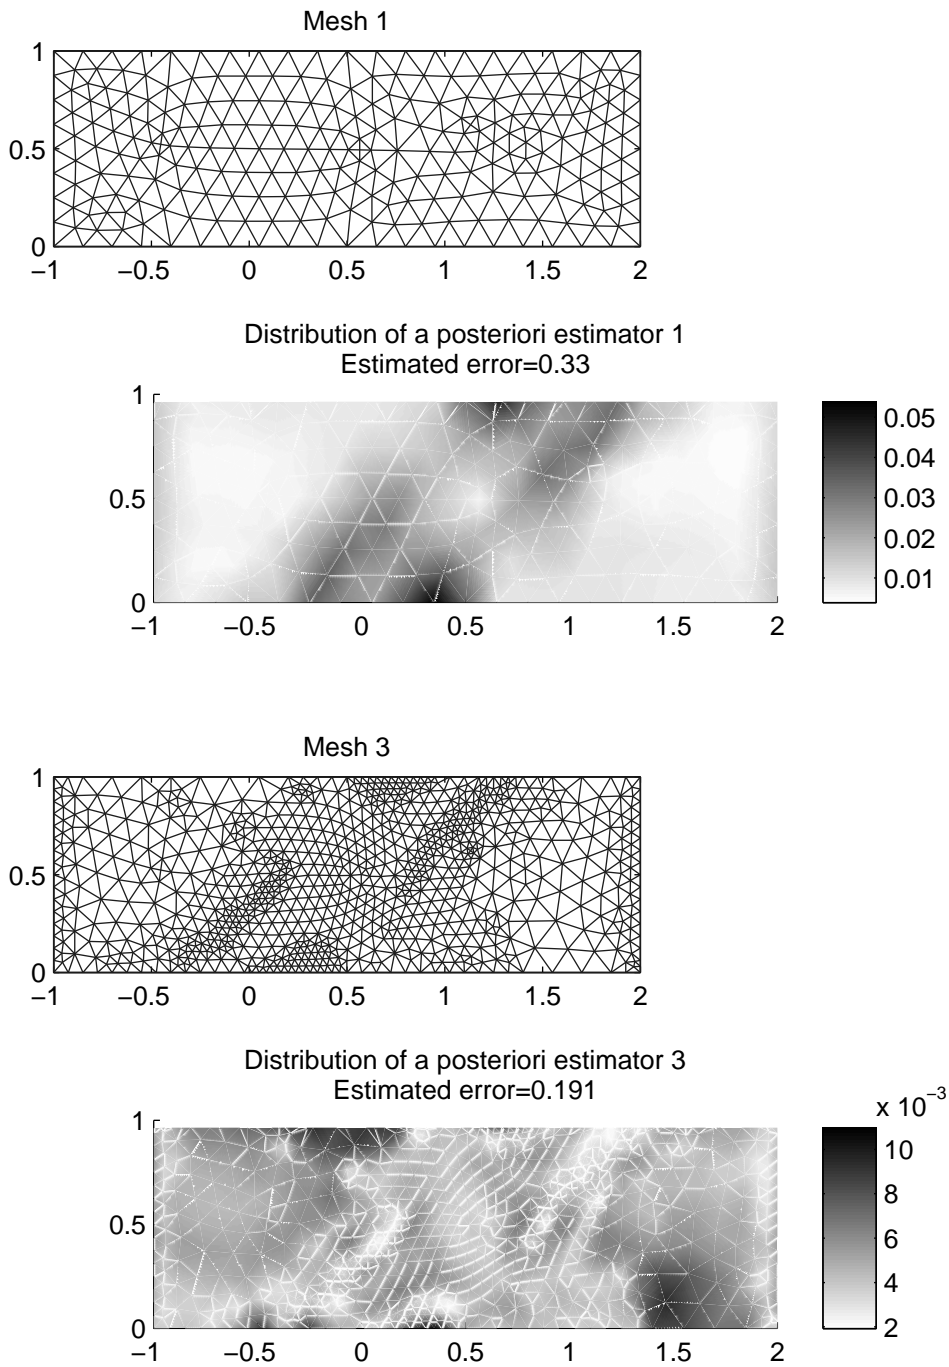 Mesh 1
1
0.5
0
−1 −0.5 0 0.5 1 1.5 2
Distribution of a posteriori estimator 1
Estimated error=0.33
1
0.5
0
−1 −0.5 0 0.5 1 1.5 2
0.05
0.04
0.03
0.02
0.01
Mesh 3
1
0.5
0
−1 −0.5 0 0.5 1 1.5 2
Distribution of a posteriori estimator 3
Estimated error=0.191
1
0.5
0
−1 −0.5 0 0.5 1 1.5 2
x 10−3
10
8
6
4
2